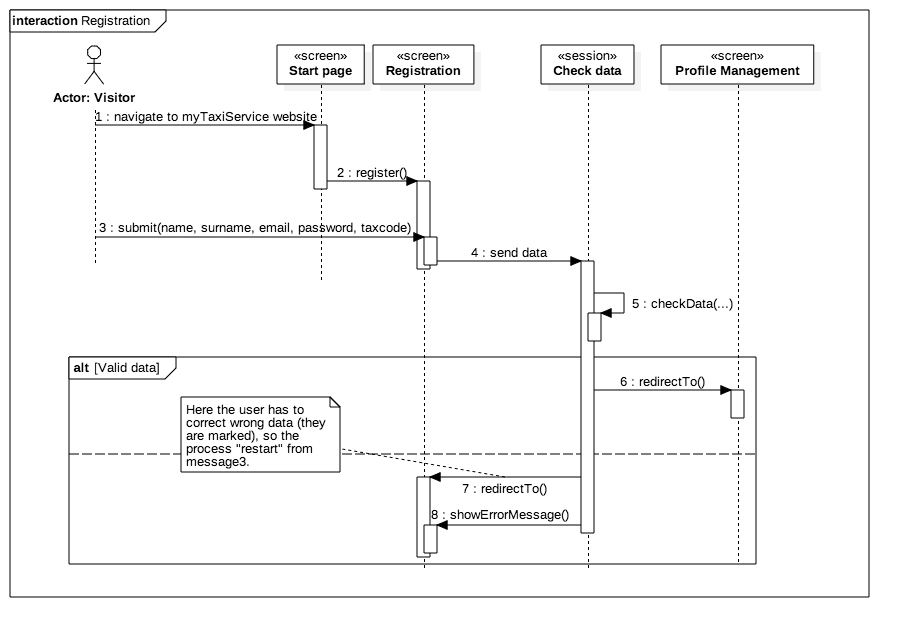 interaction Registration
«screen»
Start page
«screen»
Registration
«session»
Check data
«screen»
Profile Management
Actor: Visitor
1 : navigate to myTaxiService website
2 : register()
3 : submit(name, surname, email, password, taxcode)
4 : send data
5 : checkData(...)
alt [Valid data]
6 : redirectTo()
Here the user has to
correct wrong data (they
are marked), so the
process "restart" from
message3.
7 : redirectTo()
8 : showErrorMessage()